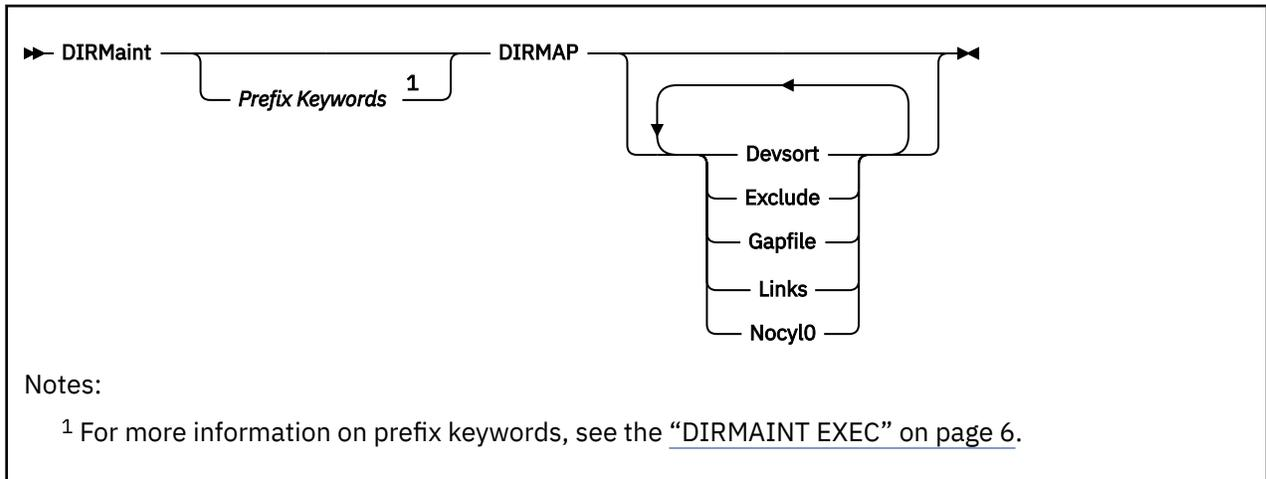 DIRMaint DIRMAP
Prefix Keywords 1
Devsort
Exclude
Gapfile
Links
Nocyl0
Notes:
1 For more information on prefix keywords, see the “DIRMAINT EXEC” on page 6.